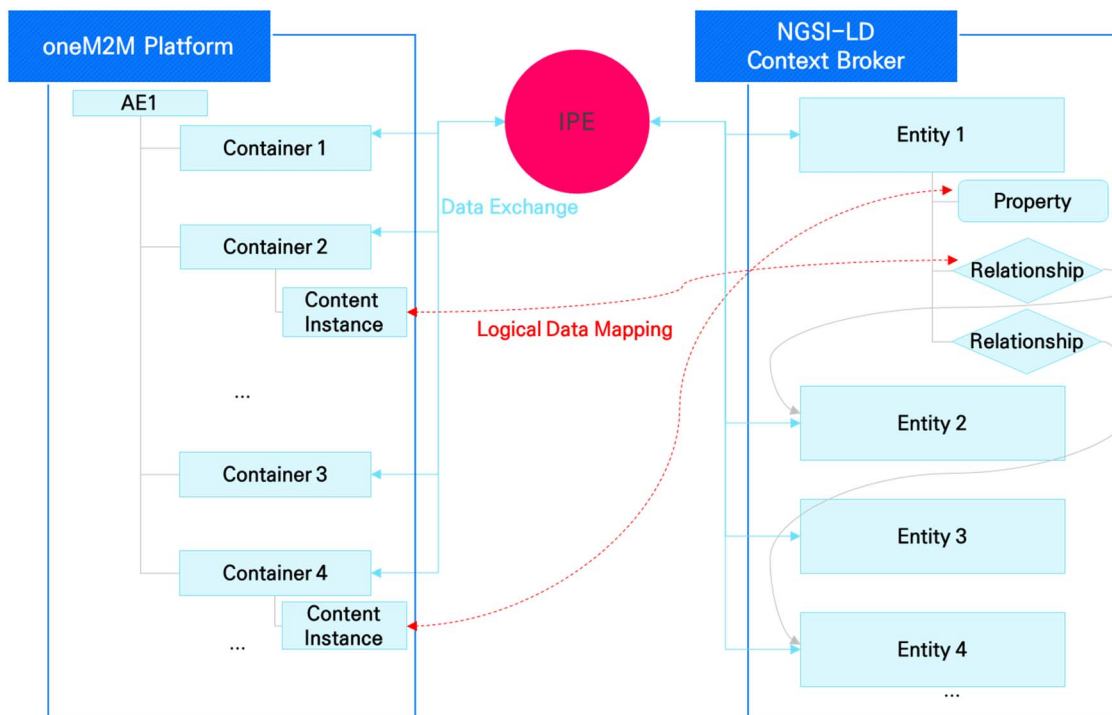 oneM2M Platform
AE1
Container 1
Container 2
Content
Instance
...
Container 3
Container 4
Content
Instance
...
IPE
Data Exchange
Logical Data Mapping
NGSI-LD
Context Broker
Entity 1
Property
Relationship
Relationship
Entity 2
Entity 3
Entity 4
...